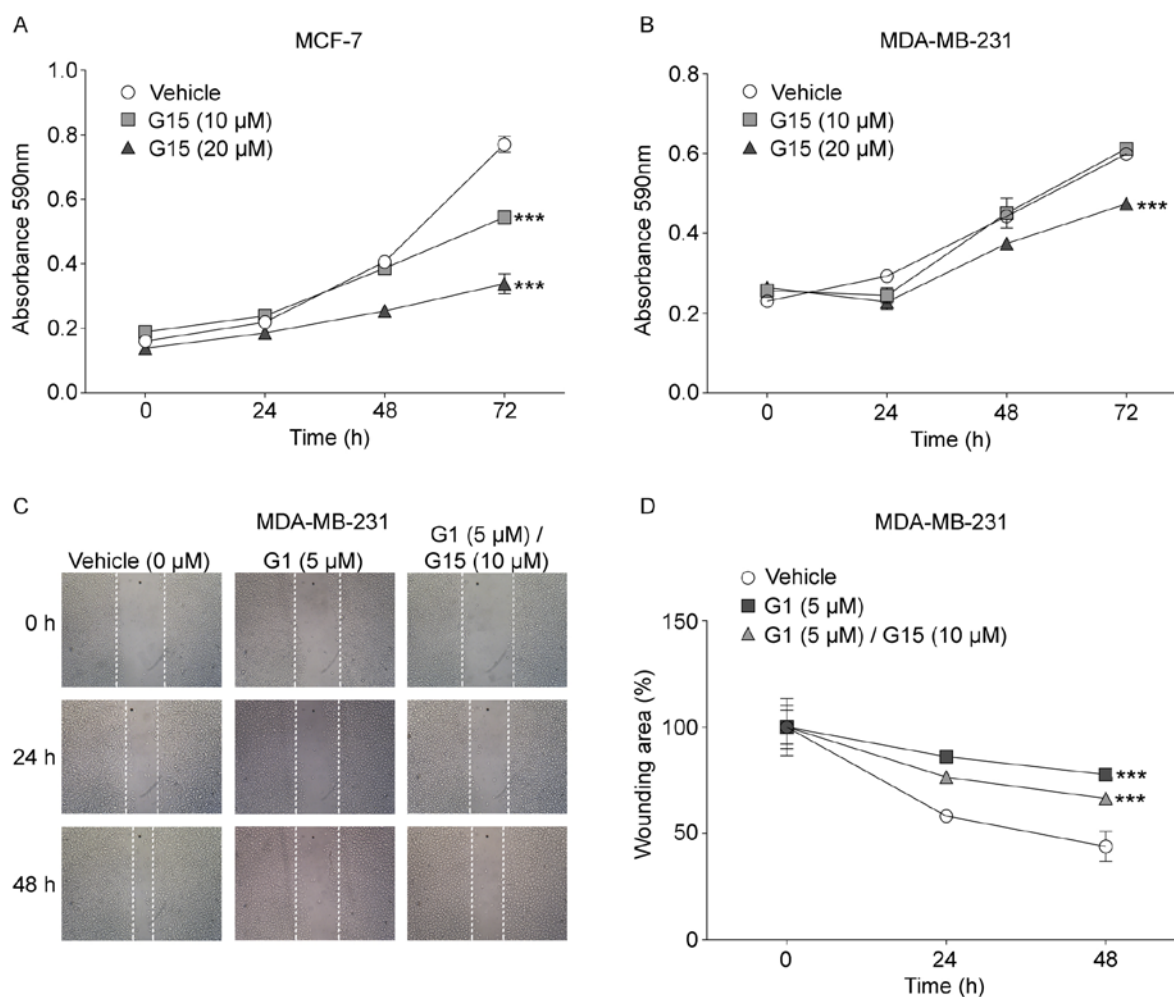 A
MCF-7
1.0
0.8
0.6
0.4
0.2
0.0
Absorbance 590nm
Vehicle
G15 (10 µM)
G15 (20 µM)
***
***
0 24 48 72
Time (h)
B
MDA-MB-231
0.8
0.6
0.4
0.2
0.0
Absorbance 590nm
Vehicle
G15 (10 µM)
G15 (20 µM)
***
0 24 48 72
Time (h)
C
MDA-MB-231
Vehicle (0 µM)
G1 (5 µM)
G1 (5 µM) /
G15 (10 µM)
0 h
24 h
48 h
D
MDA-MB-231
Vehicle
G1 (5 µM)
G1 (5 µM) / G15 (10 µM)
150
100
50
0
Wounding area (%)
***
***
0 24 48
Time (h)